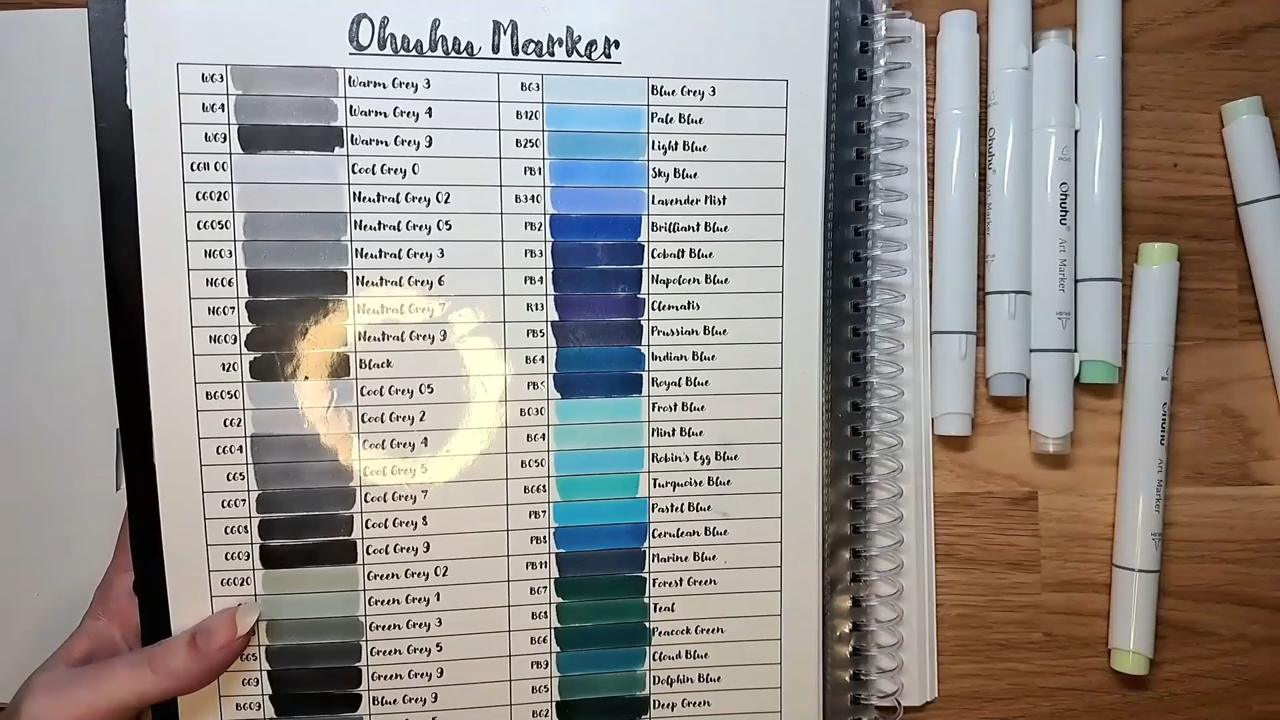 Ohuhu Marker
WG3 Warm Grey 3 BG3 Blue Grey 3
WG4 Warm Grey 4 B120 Pale Blue
WG9 Warm Grey 9 B250 Light Blue
CG11 00 Cool Grey 0 PB1 Sky Blue
CG020 Neutral Grey 02 B340 Lavender Mist
CG050 Neutral Grey 05 PB2 Brilliant Blue
NG03 Neutral Grey 3 PB3 Cobalt Blue
NG06 Neutral Grey 6 PB4 Napoleon Blue
NG07 Neutral Grey 7 R13 Clematis
NG09 Neutral Grey 9 PB5 Prussian Blue
120 Black B64 Indian Blue
BG050 Cool Grey 05 Royal Blue
CG2 Cool Grey 2 B030 Frost Blue
CG04 Cool Grey 4 BG4 Mint Blue
CG5 Cool Grey 5 B050 Robin's Egg Blue
CG07 Cool Grey 7 BG68 Turquoise Blue
CG08 Cool Grey 8 PB7 Pastel Blue
CG09 Cool Grey 9 PB8 Cerulean Blue
GG020 Green Grey 02 PB11 Marine Blue
Green Grey 1 BG7 Forest Green
Green Grey 3 BG8 Teal
GG5 Green Grey 5 BG6 Peacock Green
GG9 Green Grey 9 PB9 Cloud Blue
BG09 Blue Grey 9 BG5 Dolphin Blue
BG2 Deep Green
Ohuhu Art Marker
Ohuhu Art Marker BRUSH
Ohuhu Art Marker